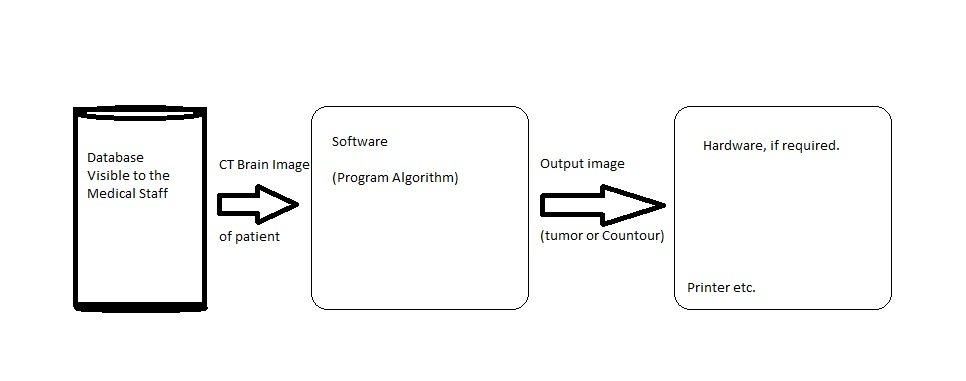 Database
Visible to the
Medical Staff
CT Brain Image
of patient
Software
(Program Algorithm)
Output image
(tumor or Countour)
Hardware, if required.
Printer etc.